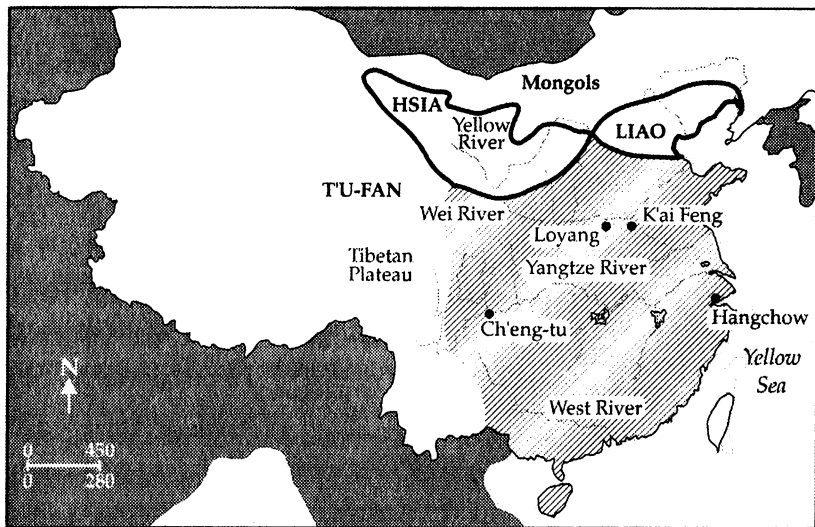 Mongols
HSIA
Yellow
River
LIAO
T'U-FAN
Wei River
K'ai Feng
Loyang
Tibetan
Plateau
Yangtze River
Ch'eng-tu
Hangchow
Yellow
Sea
West River
N
0 450
0 280